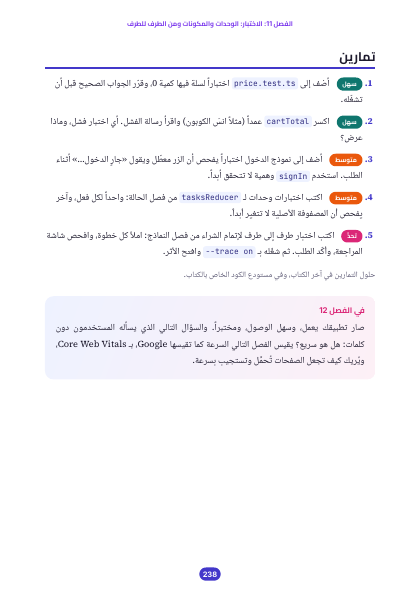 الفصل 11: الاختبار: الوحدات والمكونات ومن الطرف للطرف
تمارين
1. سهل أضف إلى price.test.ts اختباراً لسلة فيها كمية 0، وقرّر الجواب الصحيح قبل أن
تشغّله.
2. سهل اكسر cartTotal عمداً (مثلاً انسَ الكوبون) واقرأ رسالة الفشل. أي اختبار فشل، وماذا
عرض؟
3. متوسط أضف إلى نموذج الدخول اختباراً يفحص أن الزر معطّل ويقول «جارٍ الدخول...» أثناء
الطلب. استخدم signIn وهمية لا تتحقق أبداً.
4. متوسط اكتب اختبارات وحدات لـ tasksReducer من فصل الحالة: واحداً لكل فعل، وآخر
يفحص أن المصفوفة الأصلية لا تتغير أبداً.
5. تحدّ اكتب اختبار طرف إلى طرف لإتمام الشراء من فصل النماذج: املأ كل خطوة، وافحص شاشة
المراجعة، وأكّد الطلب. ثم شغّله بـ --trace on وافتح الأثر.
حلول التمارين في آخر الكتاب، وفي مستودع الكود الخاص بالكتاب.
في الفصل 12
صار تطبيقك يعمل، وسهل الوصول، ومختبراً. والسؤال التالي الذي يسأله المستخدمون دون
كلمات: هل هو سريع؟ يقيس الفصل التالي السرعة كما تقيسها Google، بـ Core Web Vitals،
ويُريك كيف تجعل الصفحات تُحمَّل وتستجيب بسرعة.
238